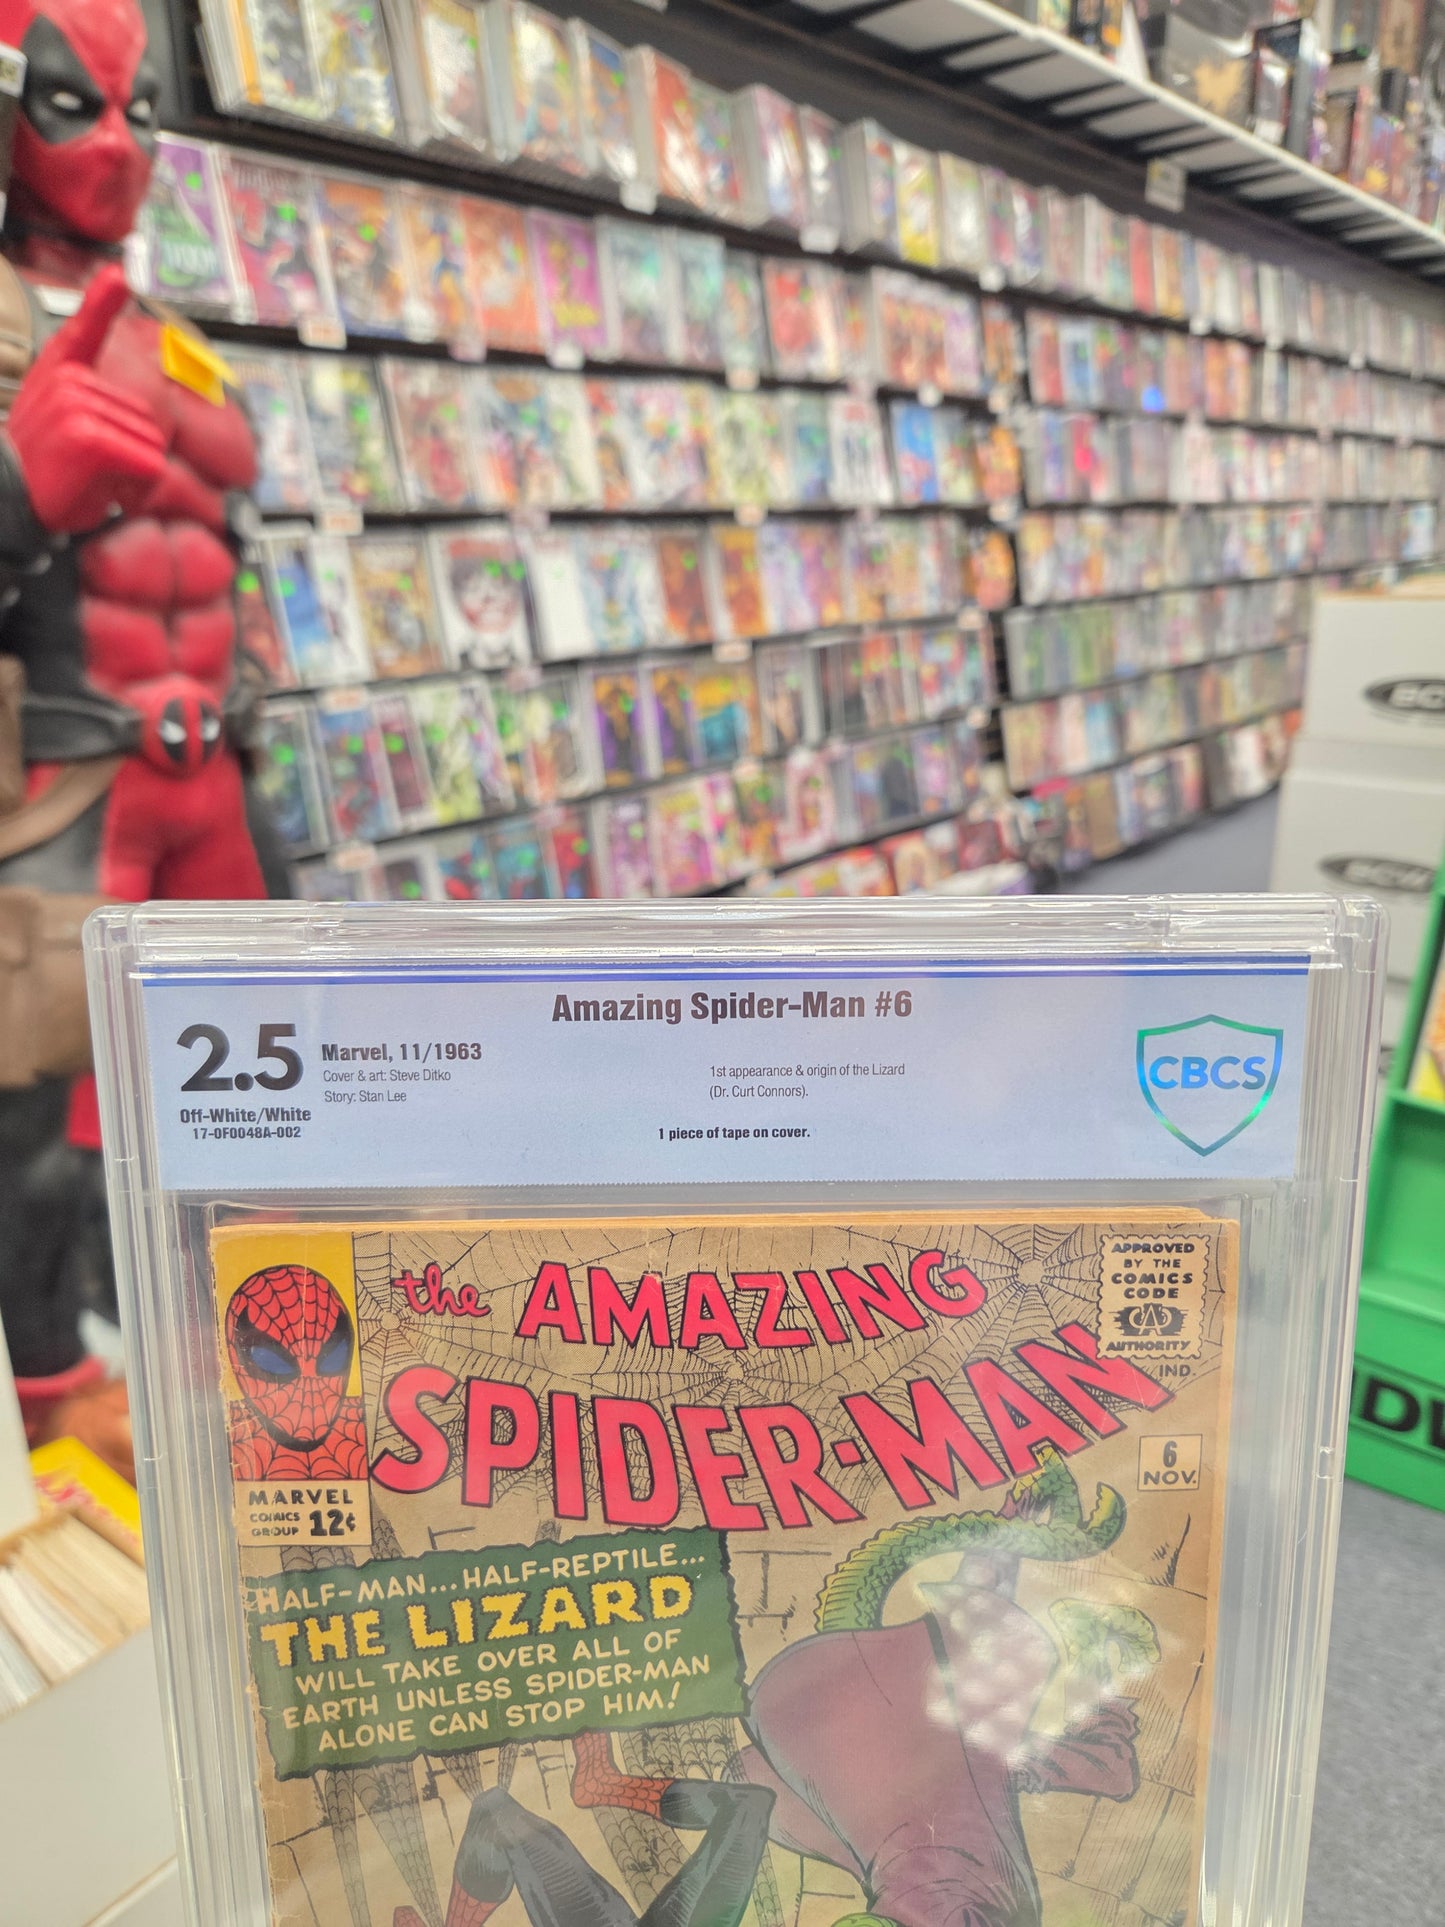 BCW
BCW
Amazing Spider-Man #6
2.5
Marvel, 11/1963
Cover & art: Steve Ditko
Story: Stan Lee
Off-White/White
17-0F0048A-002
1st appearance & origin of the Lizard
(Dr. Curt Connors).
1 piece of tape on cover.
CBCS
the AMAZING
SPIDER-MAN
APPROVED
BY THE
COMICS
CODE
CA
AUTHORITY
IND.
6
NOV.
MARVEL
COMICS
GROUP 12¢
HALF-MAN...HALF-REPTILE...
THE LIZARD
WILL TAKE OVER ALL OF
EARTH UNLESS SPIDER-MAN
ALONE CAN STOP HIM!